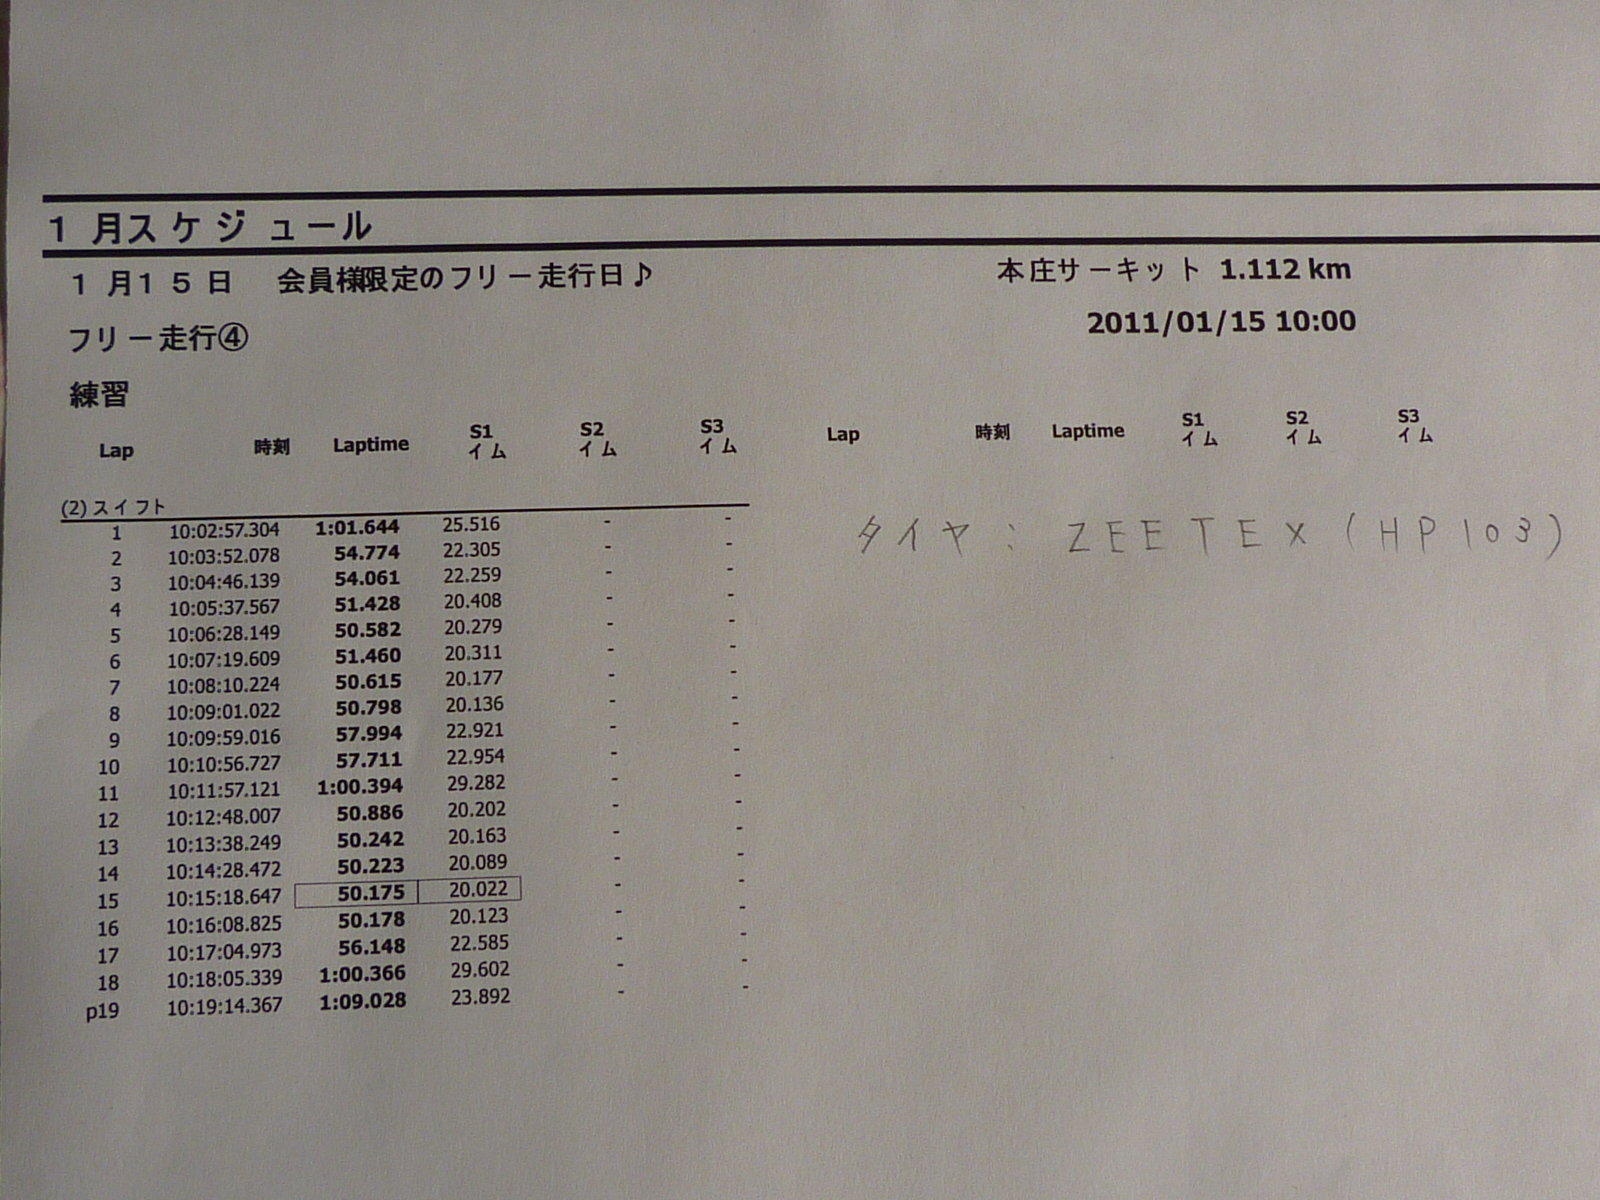 1月スケジュール
1月15日 会員様限定のフリー走行日♪ 本庄サーキット 1.112 km
フリー走行④ 2011/01/15 10:00
練習
Lap 時刻 Laptime S1イム S2イム S3イム Lap 時刻 Laptime S1イム S2イム S3イム
(2)スイフト
1 10:02:57.304 1:01.644 25.516 - - タイヤ: ZEETEX (HP103)
2 10:03:52.078 54.774 22.305 - -
3 10:04:46.139 54.061 22.259 - -
4 10:05:37.567 51.428 20.408 - -
5 10:06:28.149 50.582 20.279 - -
6 10:07:19.609 51.460 20.311 - -
7 10:08:10.224 50.615 20.177 - -
8 10:09:01.022 50.798 20.136 - -
9 10:09:59.016 57.994 22.921 - -
10 10:10:56.727 57.711 22.954 - -
11 10:11:57.121 1:00.394 29.282 - -
12 10:12:48.007 50.886 20.202 - -
13 10:13:38.249 50.242 20.163 - -
14 10:14:28.472 50.223 20.089 - -
15 10:15:18.647 50.175 20.022 - -
16 10:16:08.825 50.178 20.123 - -
17 10:17:04.973 56.148 22.585 - -
18 10:18:05.339 1:00.366 29.602 - -
p19 10:19:14.367 1:09.028 23.892 - -